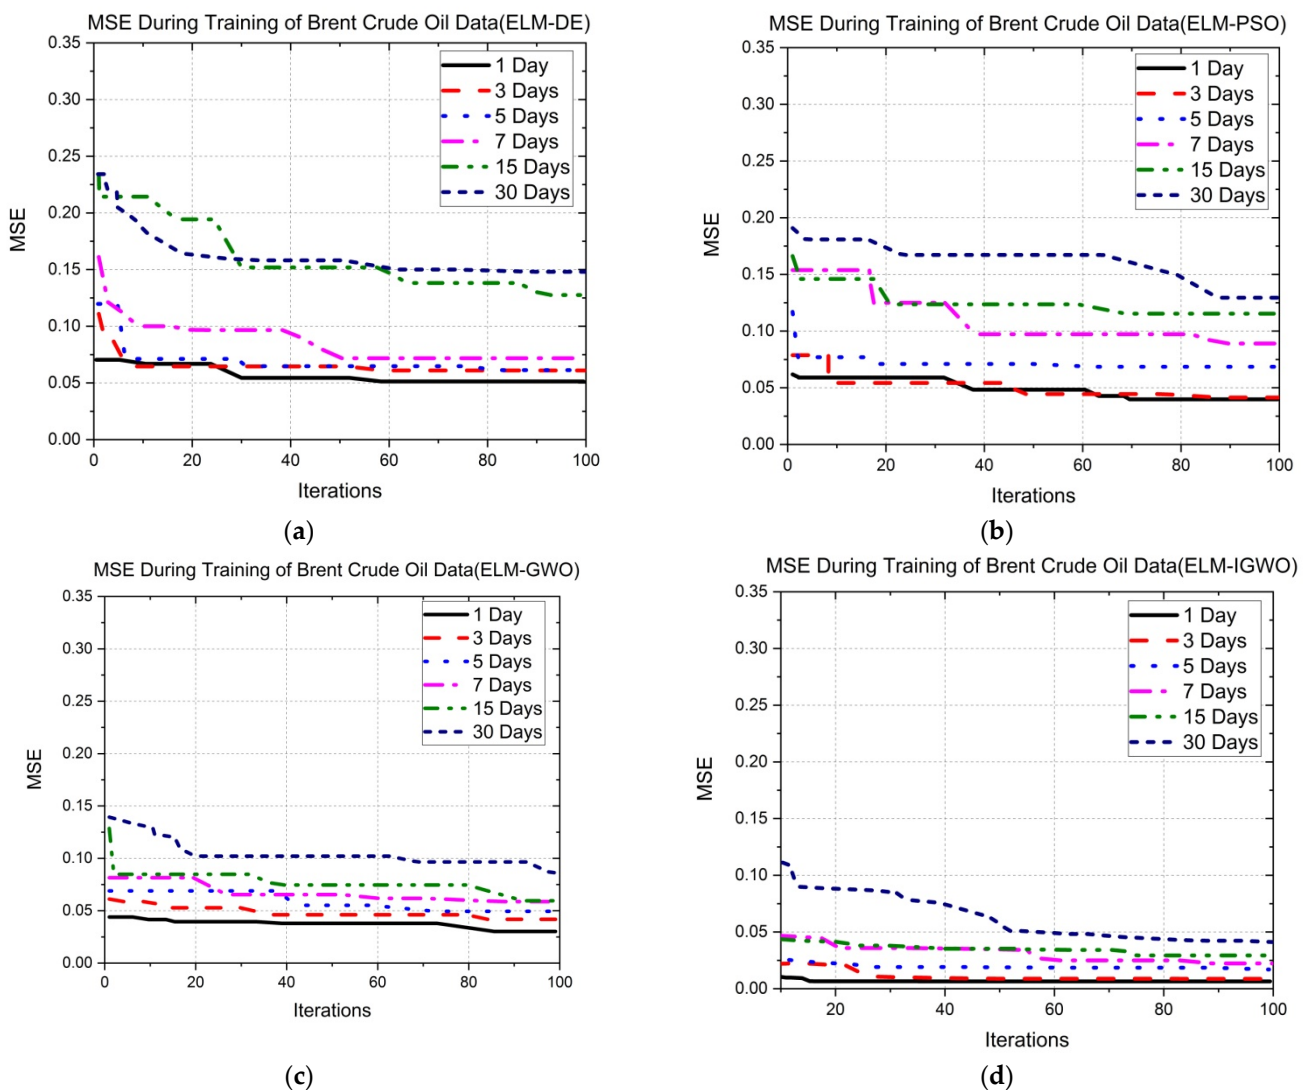 MSE During Training of Brent Crude Oil Data(ELM-DE)
0.35
0.30
0.25
0.20
0.15
0.10
0.05
0.00
MSE
1 Day
3 Days
5 Days
7 Days
15 Days
30 Days
0 20 40 60 80 100
Iterations
(a)
MSE During Training of Brent Crude Oil Data(ELM-PSO)
0.35
0.30
0.25
0.20
0.15
0.10
0.05
0.00
MSE
1 Day
3 Days
5 Days
7 Days
15 Days
30 Days
0 20 40 60 80 100
Iterations
(b)
MSE During Training of Brent Crude Oil Data(ELM-GWO)
0.35
0.30
0.25
0.20
0.15
0.10
0.05
0.00
MSE
1 Day
3 Days
5 Days
7 Days
15 Days
30 Days
0 20 40 60 80 100
Iterations
(c)
MSE During Training of Brent Crude Oil Data(ELM-IGWO)
0.35
0.30
0.25
0.20
0.15
0.10
0.05
0.00
MSE
1 Day
3 Days
5 Days
7 Days
15 Days
30 Days
20 40 60 80 100
Iterations
(d)